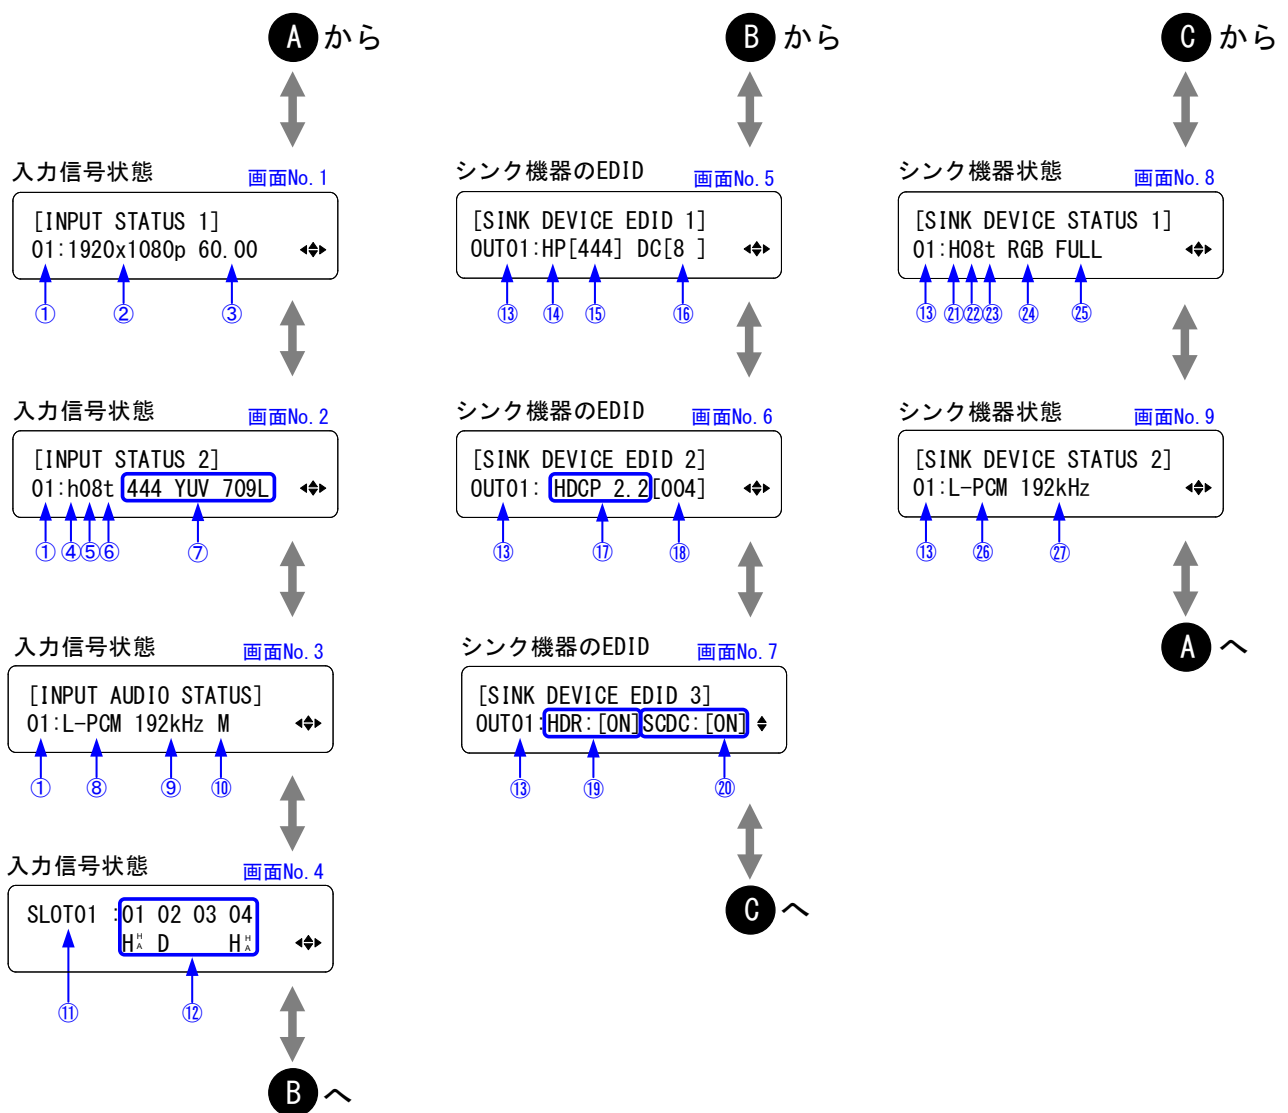 A から
入力信号状態 画面No. 1
[INPUT STATUS 1]
01:1920x1080p 60.00
① ② ③
入力信号状態 画面No. 2
[INPUT STATUS 2]
01:h08t 444 YUV 709L
① ④ ⑤ ⑥ ⑦
入力信号状態 画面No. 3
[INPUT AUDIO STATUS]
01:L-PCM 192kHz M
① ⑧ ⑨ ⑩
入力信号状態 画面No. 4
SLOT01 :01 02 03 04
H HA D H HA
⑪ ⑫
B へ
B から
シンク機器のEDID 画面No. 5
[SINK DEVICE EDID 1]
OUT01:HP[444] DC[8 ]
⑬ ⑭ ⑮ ⑯
シンク機器のEDID 画面No. 6
[SINK DEVICE EDID 2]
OUT01: HDCP 2.2[004]
⑬ ⑰ ⑱
シンク機器のEDID 画面No. 7
[SINK DEVICE EDID 3]
OUT01:HDR:[ON]SCDC:[ON]
⑬ ⑲ ⑳
C へ
C から
シンク機器状態 画面No. 8
[SINK DEVICE STATUS 1]
01:H08t RGB FULL
⑬ ㉑ ㉒ ㉓ ㉔ ㉕
シンク機器状態 画面No. 9
[SINK DEVICE STATUS 2]
01:L-PCM 192kHz
⑬ ㉖ ㉗
A へ